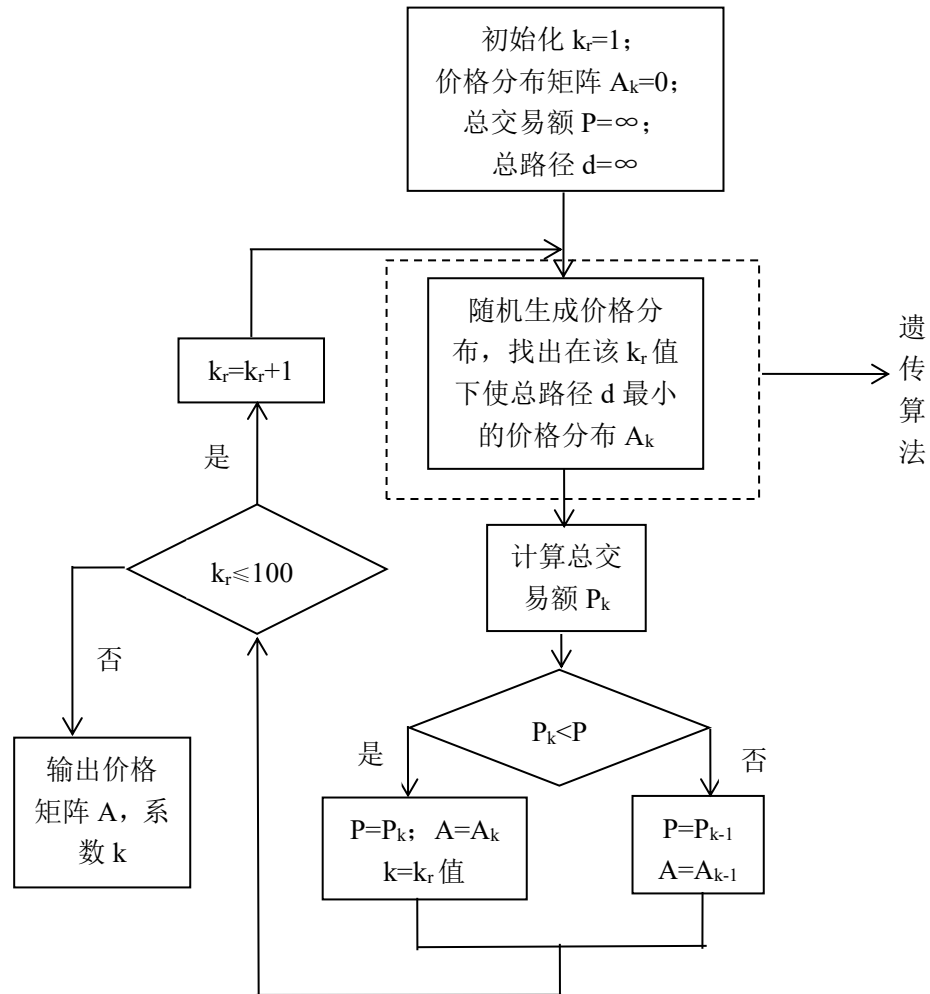 初始化 kr=1；
价格分布矩阵 Ak=0；
总交易额 P=∞；
总路径 d=∞
随机生成价格分
布，找出在该 kr 值
下使总路径 d 最小
的价格分布 Ak
遗
传
算
法
kr=kr+1
是
计算总交
易额 Pk
kr≤100
否
Pk<P
是
否
输出价格
矩阵 A，系
数 k
P=Pk；A=Ak
k=kr 值
P=Pk-1
A=Ak-1